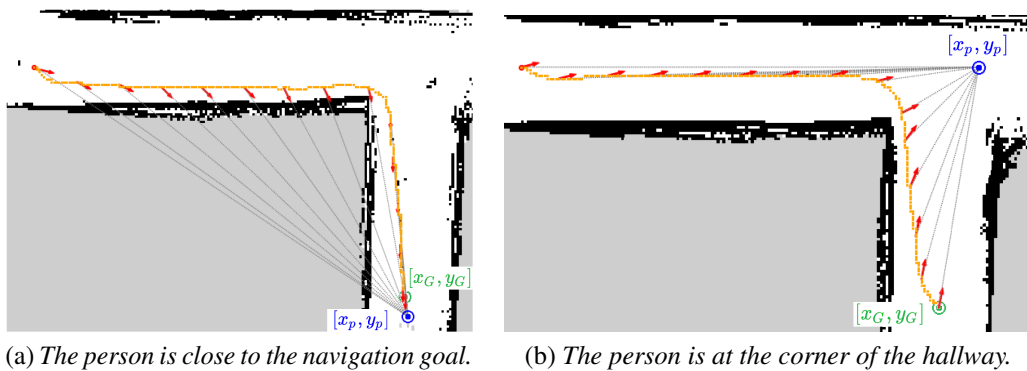 [x_p, y_p]
[x_G, y_G]
[x_p, y_p]
[x_G, y_G]
(a) The person is close to the navigation goal.
(b) The person is at the corner of the hallway.